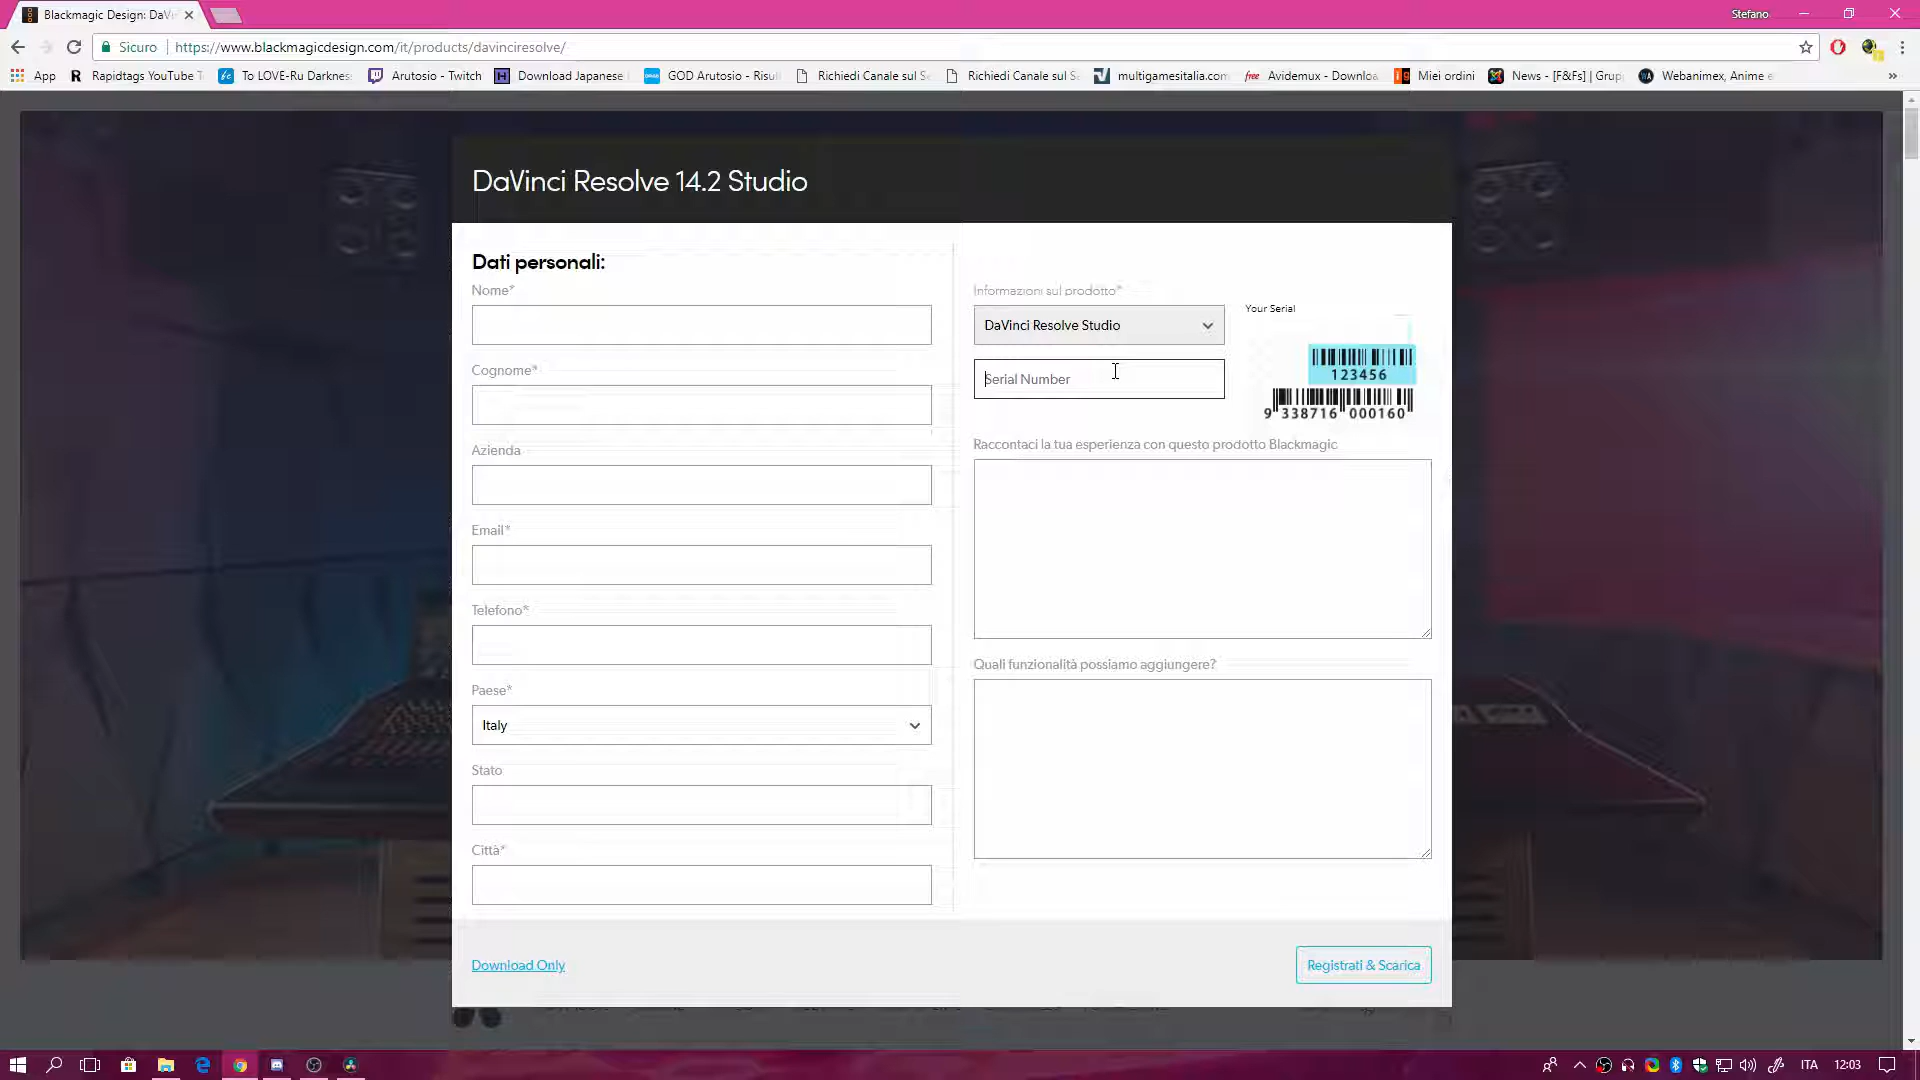 Blackmagic Design: DaVi
Stefano
Sicuro
https://www.blackmagicdesign.com/it/products/davinciresolve/
App
Rapidtags YouTube T
To LOVE-Ru Darknes
Arutosio - Twitch
Download Japanese
GOD Arutosio - Risul
Richiedi Canale sul S
Richiedi Canale sul S
multigamesitalia.com
free Avidemux - Downlo
Miei ordini
News - [F&Fs] | Grup
Webanimex, Anime e
DaVinci Resolve 14.2 Studio
Dati personali:
Nome*
Cognome*
Azienda
Email*
Telefono*
Paese*
Italy
Stato
Città*
Informazioni sul prodotto*
DaVinci Resolve Studio
Serial Number
Your Serial
123456
9 338716 000160
Raccontaci la tua esperienza con questo prodotto Blackmagic
Quali funzionalità possiamo aggiungere?
Download Only
Registrati & Scarica
ITA
12:03